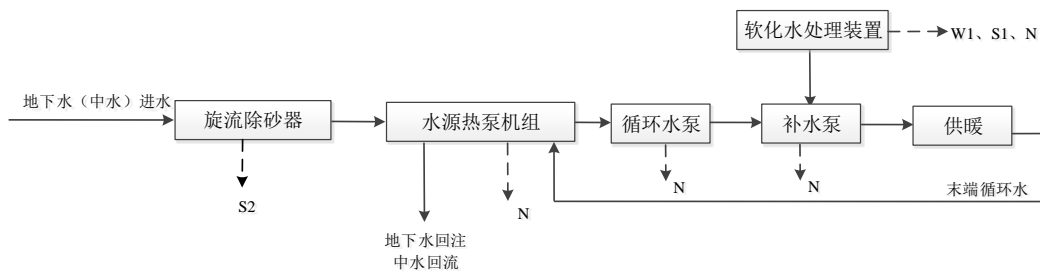 软化水处理装置
W1、S1、N
地下水（中水）进水
旋流除砂器
水源热泵机组
循环水泵
补水泵
供暖
S2
N
N
N
末端循环水
地下水回注
中水回流